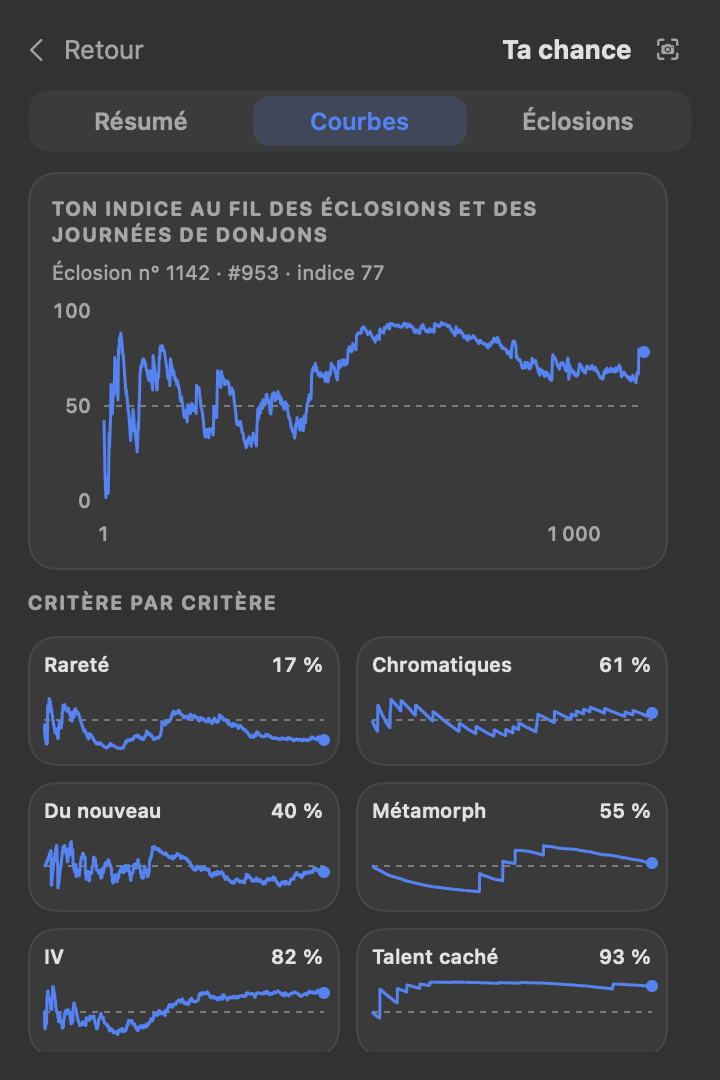 Retour
Ta chance
Résumé
Courbes
Éclosions
TON INDICE AU FIL DES ÉCLOSIONS ET DES
JOURNÉES DE DONJONS
Éclosion n° 1142 · #953 · indice 77
100
50
0
1
1 000
CRITÈRE PAR CRITÈRE
Rareté
17 %
Chromatiques
61 %
Du nouveau
40 %
Métamorph
55 %
IV
82 %
Talent caché
93 %